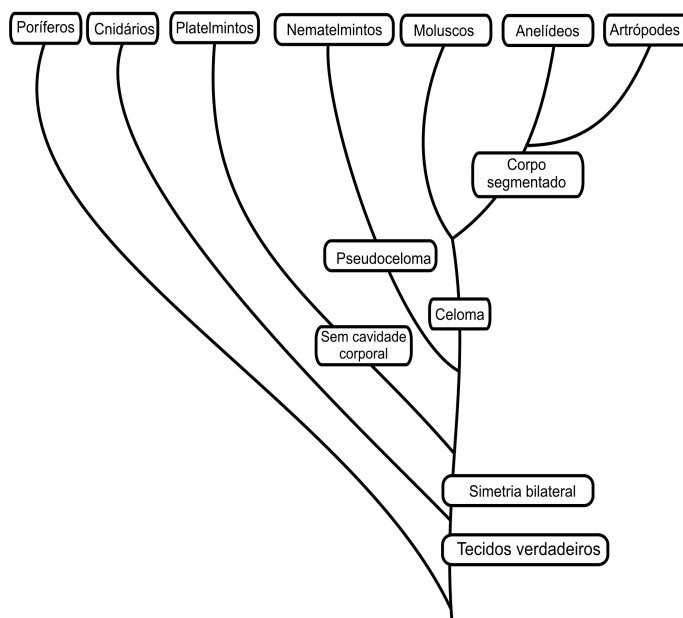 Poríferos
Cnidários
Platelmintos
Nematelmintos
Moluscos
Anelídeos
Artrópodes
Corpo
segmentado
Pseudoceloma
Celoma
Sem cavidade
corporal
Simetria bilateral
Tecidos verdadeiros